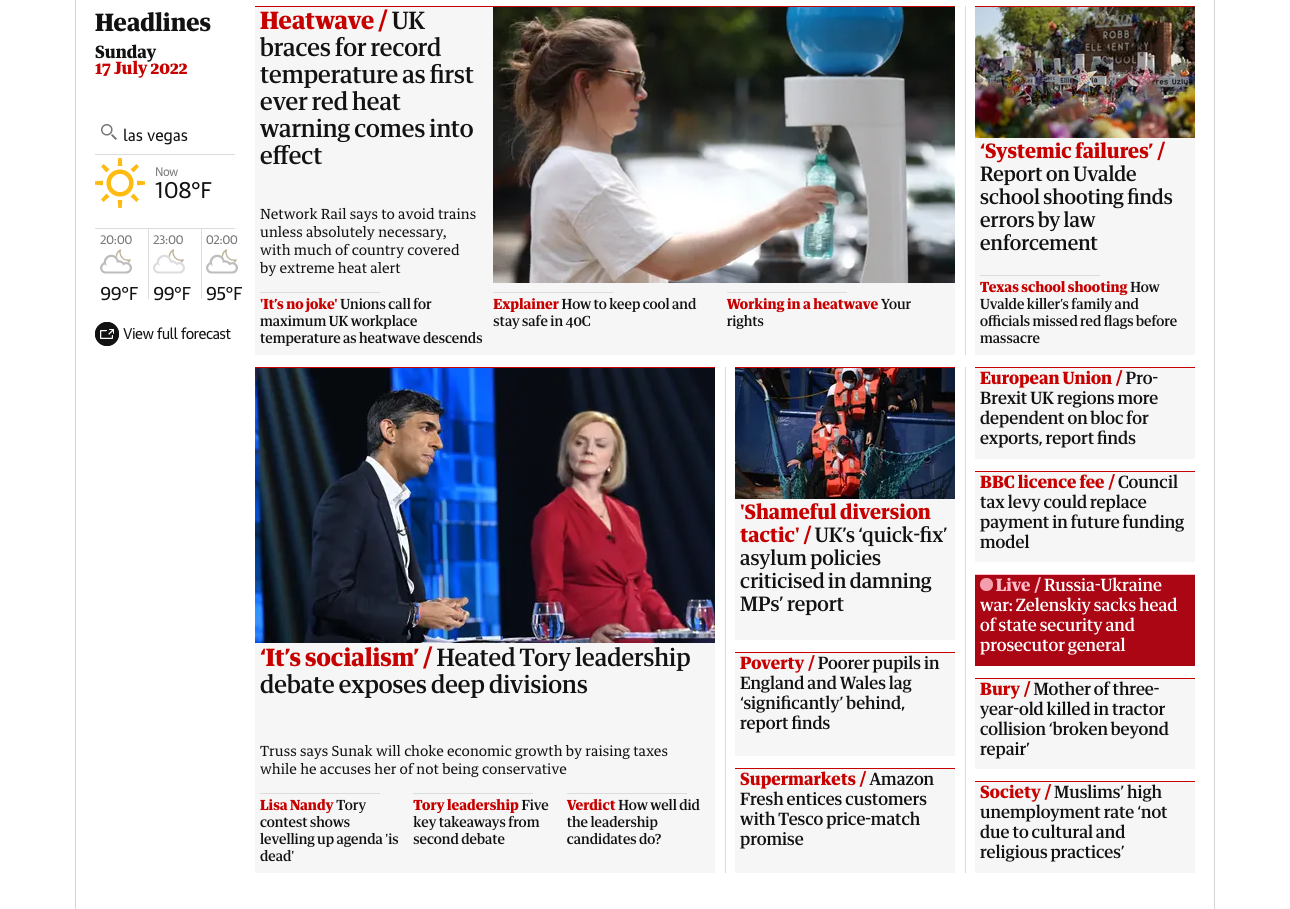 Headlines
Sunday
17 July 2022
las vegas
Now
108°F
20:00
23:00
02:00
99°F
99°F
95°F
View full forecast
Heatwave / UK
braces for record
temperature as first
ever red heat
warning comes into
effect
Network Rail says to avoid trains
unless absolutely necessary,
with much of country covered
by extreme heat alert
'It’s no joke' Unions call for
maximum UK workplace
temperature as heatwave descends
Explainer How to keep cool and
stay safe in 40C
Working in a heatwave Your
rights
ROBB
ELEMENTARY
SCHOOL
‘Systemic failures’ /
Report on Uvalde
school shooting finds
errors by law
enforcement
Texas school shooting How
Uvalde killer’s family and
officials missed red flags before
massacre
‘It’s socialism’ / Heated Tory leadership
debate exposes deep divisions
Truss says Sunak will choke economic growth by raising taxes
while he accuses her of not being conservative
Lisa Nandy Tory
contest shows
levelling up agenda 'is
dead'
Tory leadership Five
key takeaways from
second debate
Verdict How well did
the leadership
candidates do?
'Shameful diversion
tactic' / UK’s ‘quick-fix’
asylum policies
criticised in damning
MPs’ report
Poverty / Poorer pupils in
England and Wales lag
‘significantly’ behind,
report finds
Supermarkets / Amazon
Fresh entices customers
with Tesco price-match
promise
European Union / Pro-
Brexit UK regions more
dependent on bloc for
exports, report finds
BBC licence fee / Council
tax levy could replace
payment in future funding
model
Live / Russia-Ukraine
war: Zelenskiy sacks head
of state security and
prosecutor general
Bury / Mother of three-
year-old killed in tractor
collision ‘broken beyond
repair’
Society / Muslims’ high
unemployment rate ‘not
due to cultural and
religious practices’